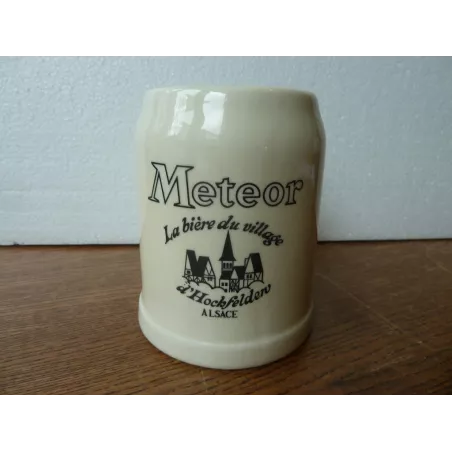 Meteor
La bière du village
d'Hochfelden
ALSACE